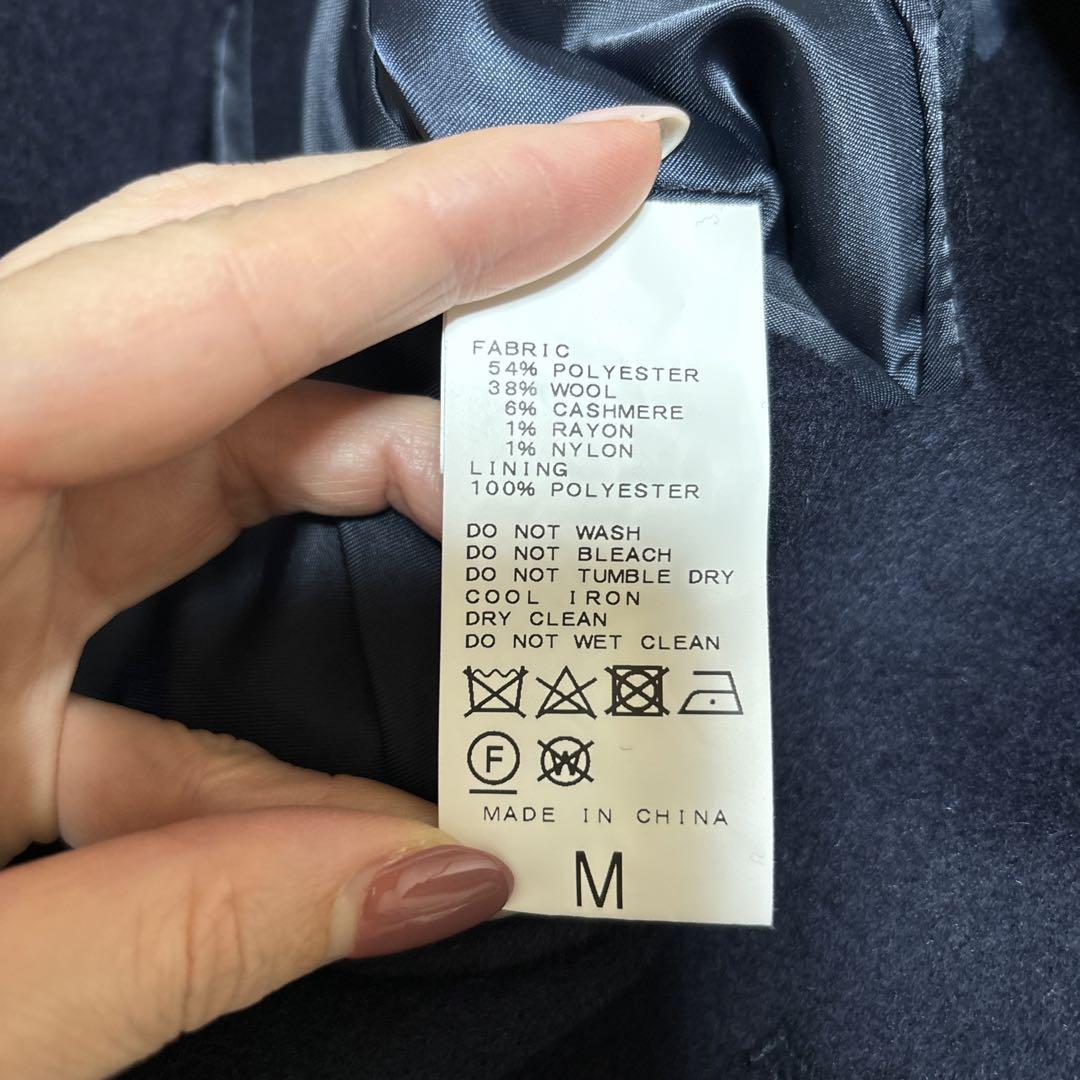 FABRIC
54% POLYESTER
38% WOOL
6% CASHMERE
1% RAYON
1% NYLON
LINING
100% POLYESTER
DO NOT WASH
DO NOT BLEACH
DO NOT TUMBLE DRY
COOL IRON
DRY CLEAN
DO NOT WET CLEAN
F W
MADE IN CHINA
M